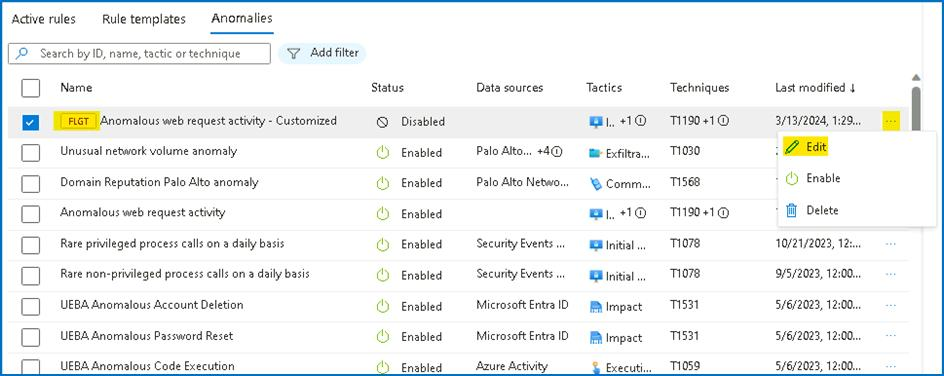 Active rules Rule templates Anomalies
Search by ID, name, tactic or technique Add filter
Name Status Data sources Tactics Techniques Last modified ↓
FLGT Anomalous web request activity - Customized Disabled I.. +1 T1190 +1 3/13/2024, 1:29... ...
Unusual network volume anomaly Enabled Palo Alto... +4 Exfiltra... T1030
Edit
Domain Reputation Palo Alto anomaly Enabled Palo Alto Netwo... Comm... T1568
Enable
Anomalous web request activity Enabled I.. +1 T1190 +1
Delete
Rare privileged process calls on a daily basis Enabled Security Events ... Initial ... T1078 10/21/2023, 12:... ...
Rare non-privileged process calls on a daily basis Enabled Security Events ... Initial ... T1078 9/5/2023, 12:00... ...
UEBA Anomalous Account Deletion Enabled Microsoft Entra ID Impact T1531 5/6/2023, 12:00... ...
UEBA Anomalous Password Reset Enabled Microsoft Entra ID Impact T1531 5/6/2023, 12:00... ...
UEBA Anomalous Code Execution Enabled Azure Activity Executi... T1059 5/6/2023, 12:00... ...